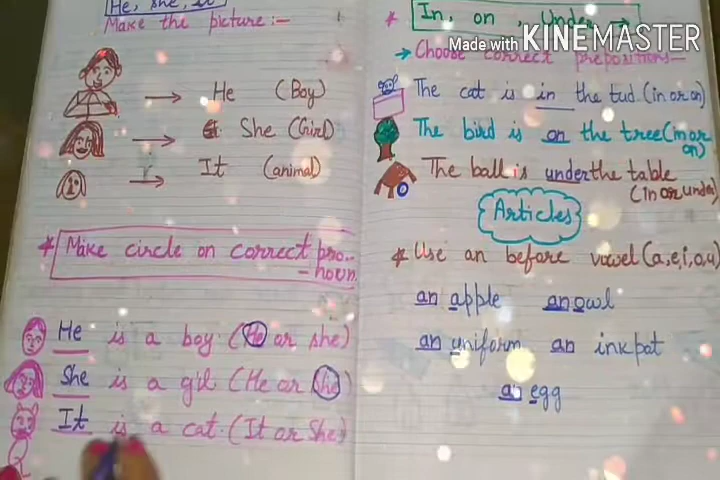 He, she, it
Make the picture :-
He (Boy)
She (Girl)
It (animal)
* Make circle on correct pro-
- noun.
He is a boy (He or she)
She is a girl (He or She)
It is a cat (It or She)
* In, on, Under →
Made with KINEMASTER
→ Choose correct prepositions-
The cat is in the tud (in or on)
The bird is on the tree (in or
on)
The ball is under the table
(in or under)
Articles
* Use an before vowel (a,e,i,o,u)
an apple an owl
an uniform an inkpot
an egg